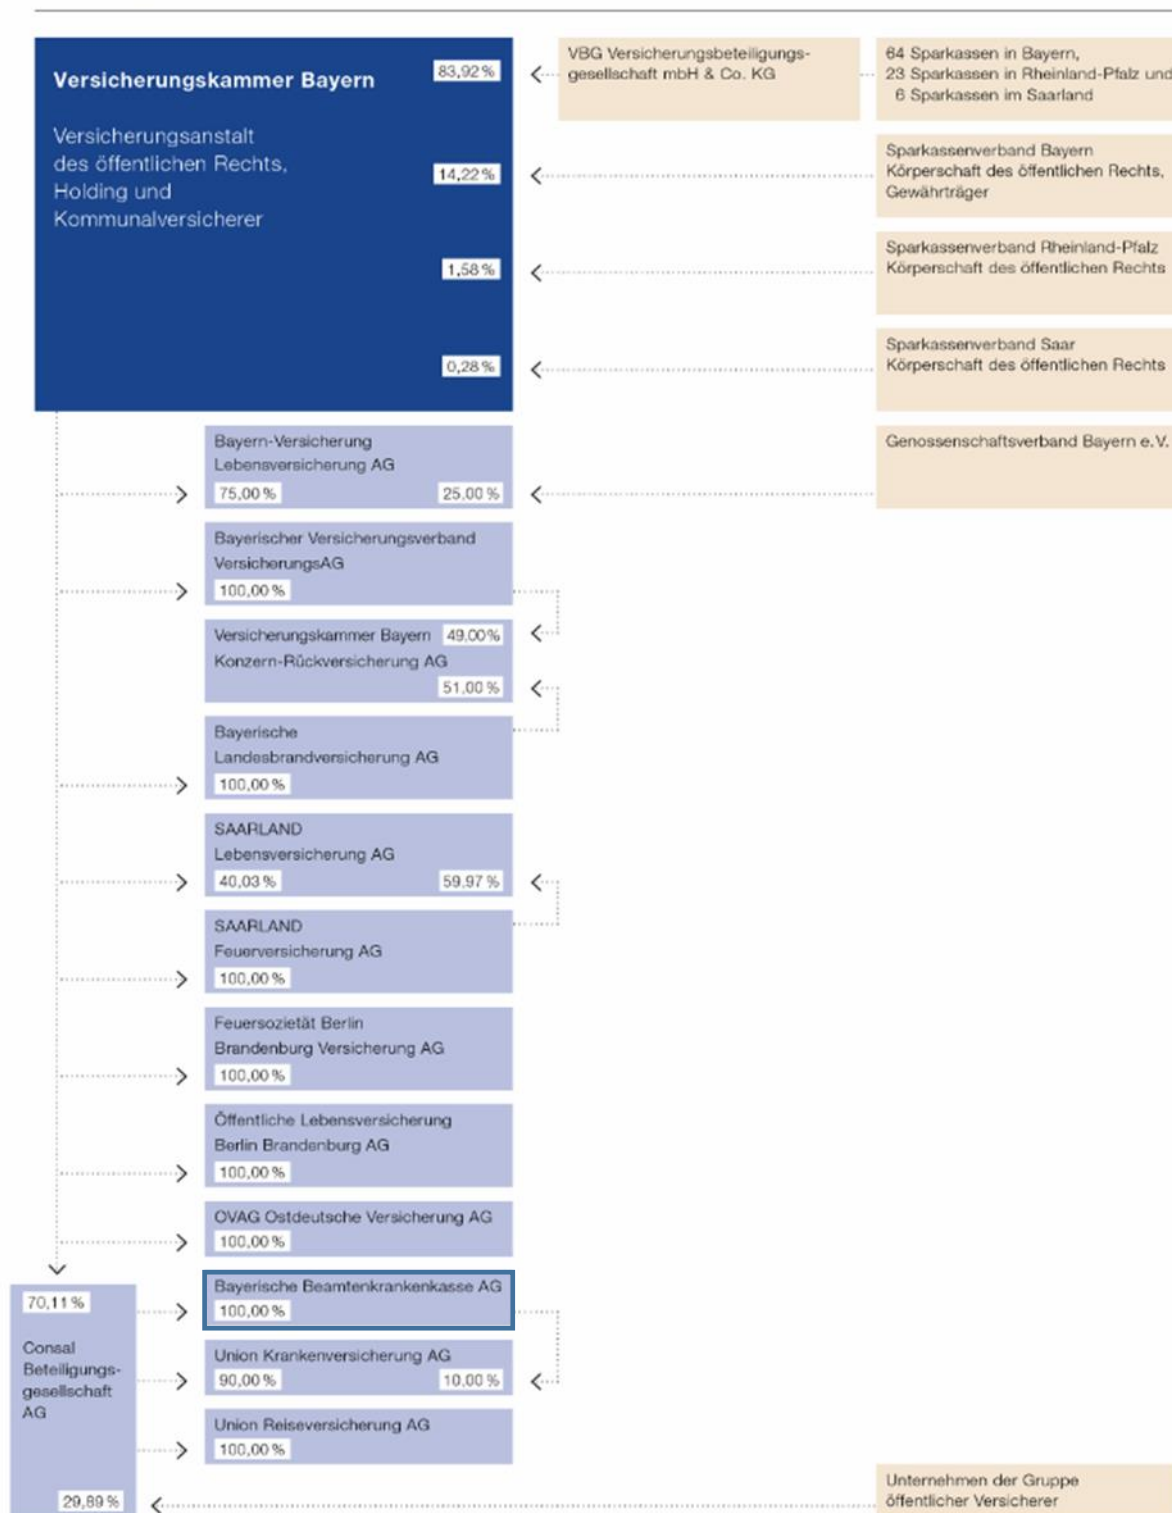 Versicherungskammer Bayern
Versicherungsanstalt
des öffentlichen Rechts,
Holding und
Kommunalversicherer
83,92 %
14,22 %
1,58 %
0,28 %
VBG Versicherungsbeteiligungs-
gesellschaft mbH & Co. KG
64 Sparkassen in Bayern,
23 Sparkassen in Rheinland-Pfalz und
6 Sparkassen im Saarland
Sparkassenverband Bayern
Körperschaft des öffentlichen Rechts,
Gewährträger
Sparkassenverband Rheinland-Pfalz
Körperschaft des öffentlichen Rechts
Sparkassenverband Saar
Körperschaft des öffentlichen Rechts
Genossenschaftsverband Bayern e.V.
Bayern-Versicherung
Lebensversicherung AG
75,00 % 25,00 %
Bayerischer Versicherungsverband
VersicherungsAG
100,00 %
Versicherungskammer Bayern 49,00%
Konzern-Rückversicherung AG
51,00 %
Bayerische
Landesbrandversicherung AG
100,00 %
SAARLAND
Lebensversicherung AG
40,03 % 59,97 %
SAARLAND
Feuerversicherung AG
100,00 %
Feuersozietät Berlin
Brandenburg Versicherung AG
100,00 %
Öffentliche Lebensversicherung
Berlin Brandenburg AG
100,00 %
OVAG Ostdeutsche Versicherung AG
100,00 %
Bayerische Beamtenkrankenkasse AG
100,00 %
Union Krankenversicherung AG
90,00 % 10,00 %
Union Reiseversicherung AG
100,00 %
70,11 %
Consal
Beteiligungs-
gesellschaft
AG
29,89 %
Unternehmen der Gruppe
öffentlicher Versicherer